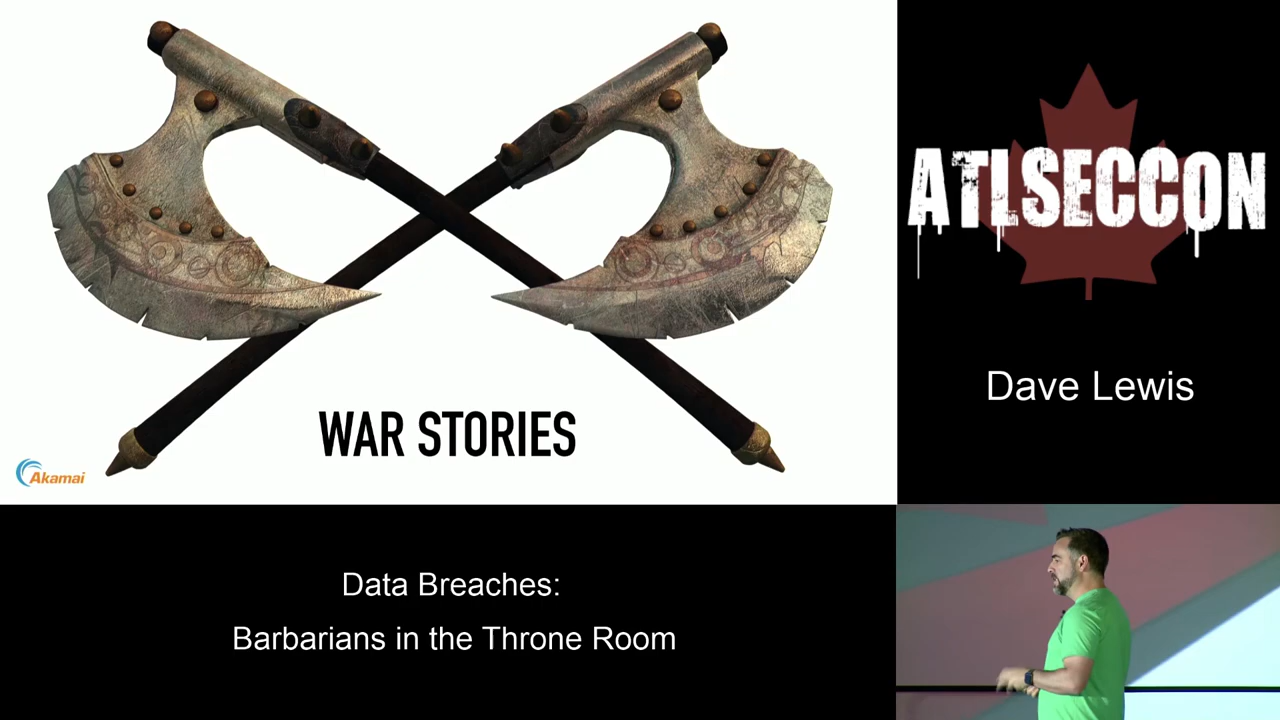 WAR STORIES
Akamai
ATLSECCON
Dave Lewis
Data Breaches:
Barbarians in the Throne Room